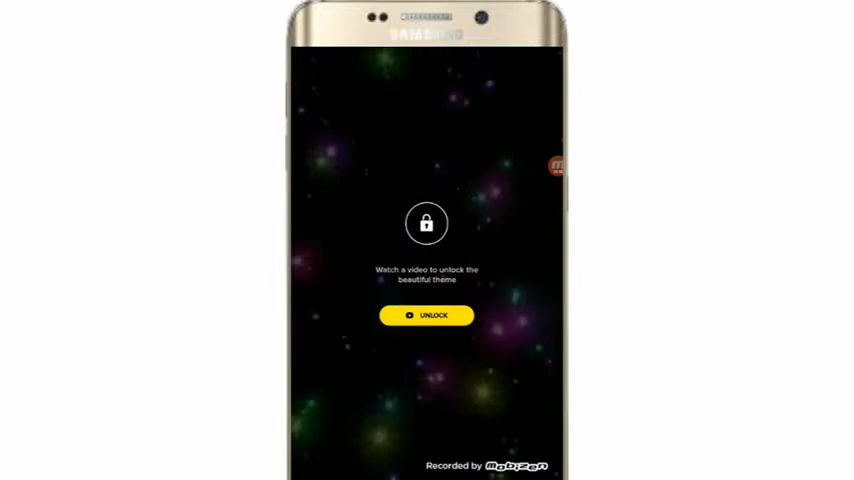 SAMSUNG
Watch a video to unlock the
beautiful theme
UNLOCK
Recorded by mobizen